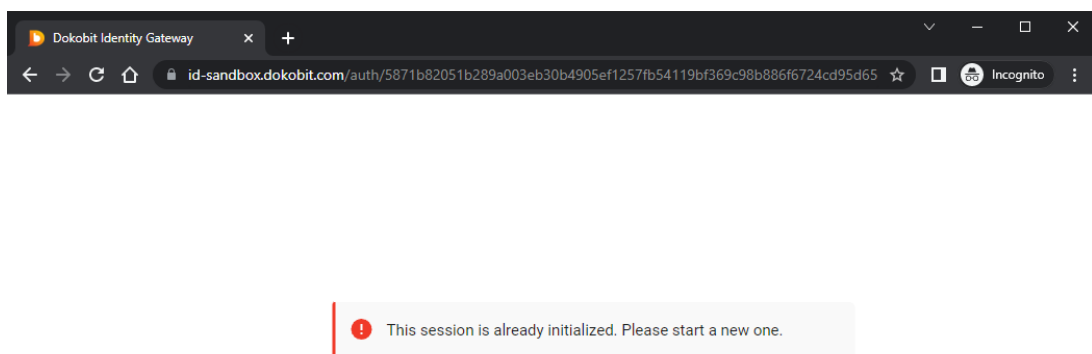 Dokobit Identity Gateway
id-sandbox.dokobit.com/auth/5871b82051b289a003eb30b4905ef1257fb54119bf369c98b886f6724cd95d65
Incognito
This session is already initialized. Please start a new one.